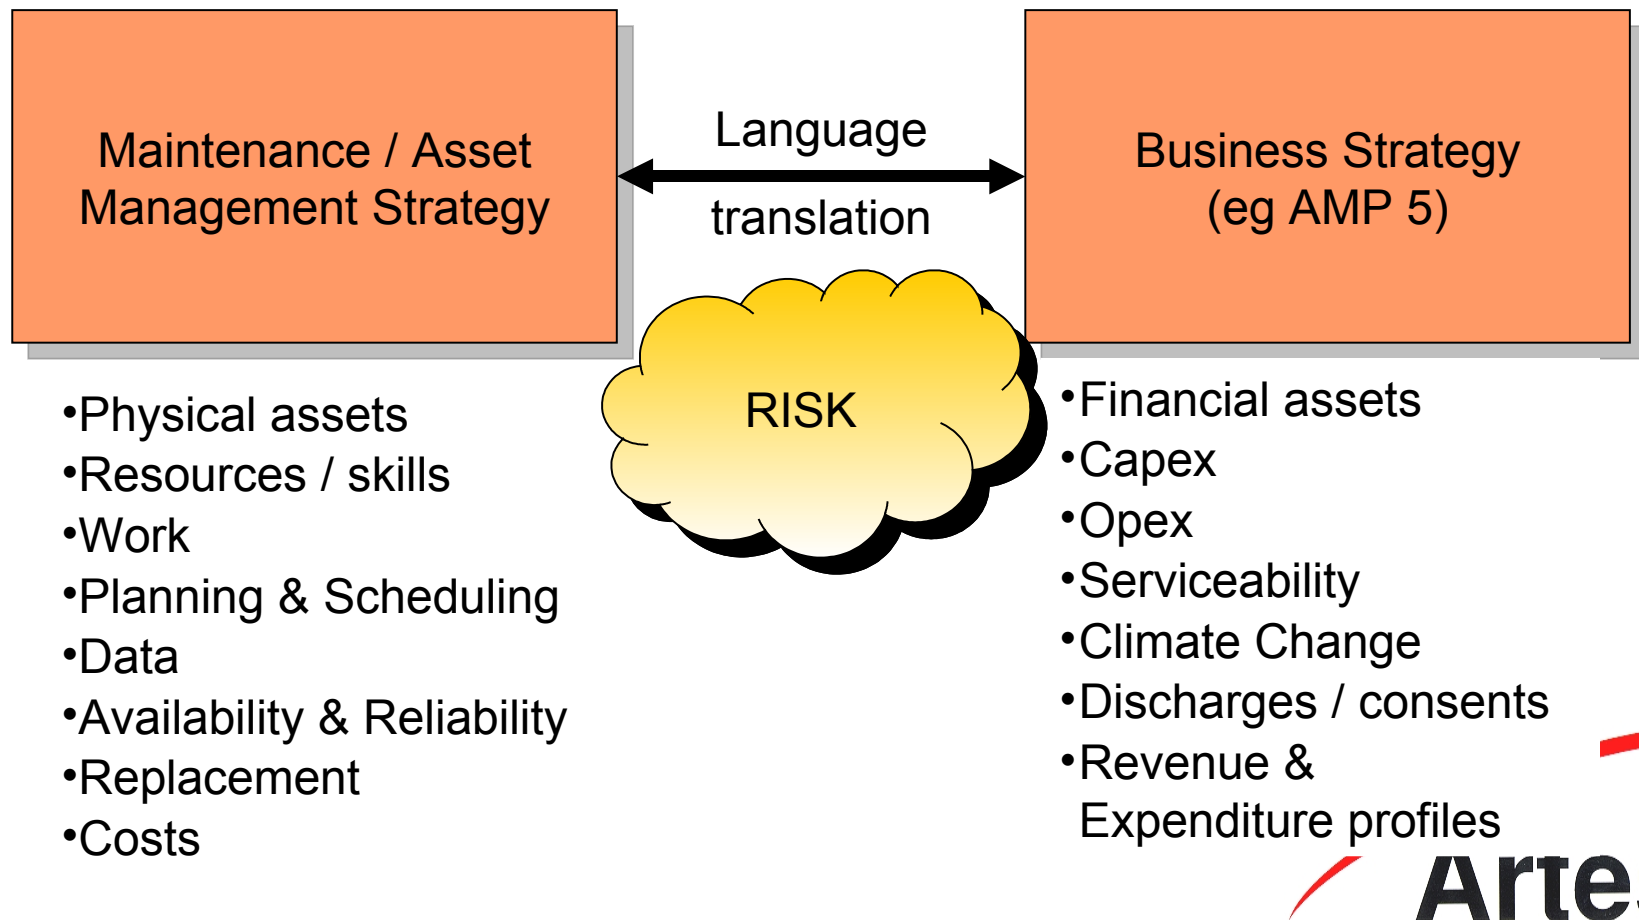 Maintenance / Asset
Management Strategy
Language
translation
Business Strategy
(eg AMP 5)
RISK
•Physical assets
•Resources / skills
•Work
•Planning & Scheduling
•Data
•Availability & Reliability
•Replacement
•Costs
•Financial assets
•Capex
•Opex
•Serviceability
•Climate Change
•Discharges / consents
•Revenue &
Expenditure profiles